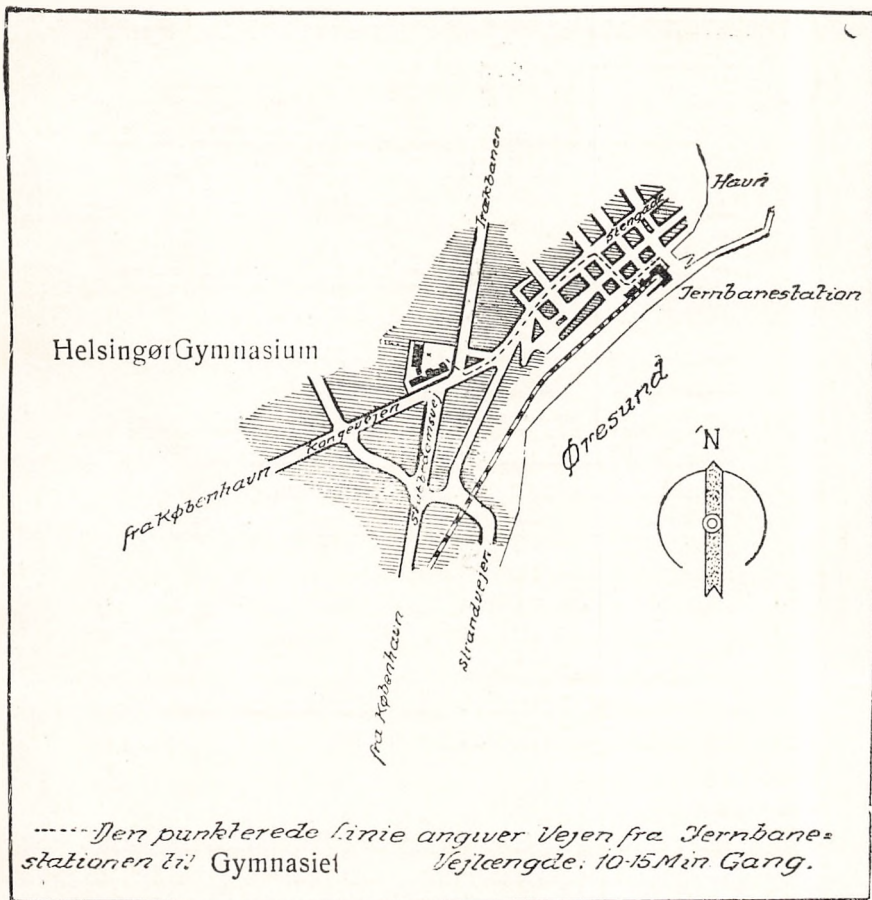 Havn
Trækbanen
Stengade
Jernbanestation
Helsingør Gymnasium
Øresund
N
Kongevejen
fra København
Strandvejen
fra København
Den punkterede Linie angiver Vejen fra Jernbane=
stationen til Gymnasiet Vejlængde: 10-15 Min Gang.